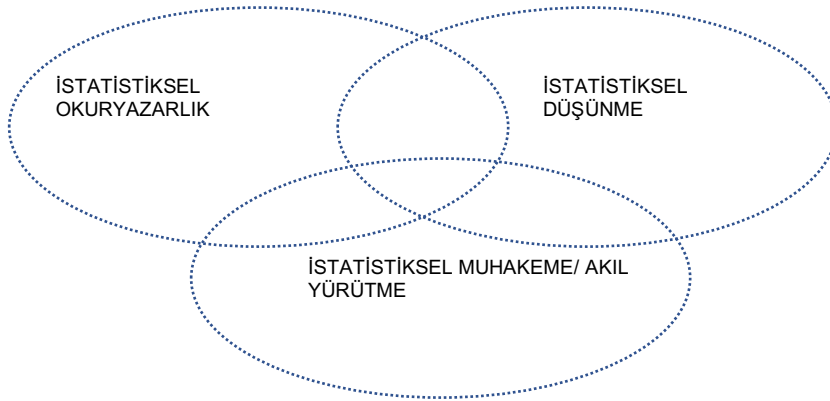 İSTATİSTİKSEL
OKURYAZARLIK
İSTATİSTİKSEL
DÜŞÜNME
İSTATİSTİKSEL MUHAKEME/ AKIL
YÜRÜTME